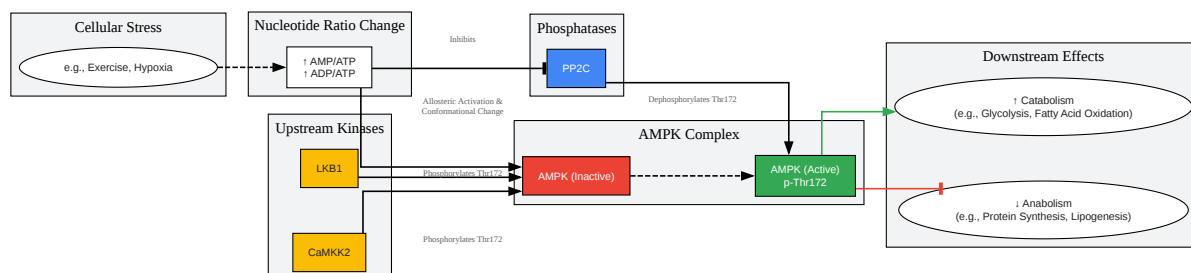 Cellular Stress
e.g., Exercise, Hypoxia
Nucleotide Ratio Change
↑ AMP/ATP
↑ ADP/ATP
Inhibits
Phosphatases
PP2C
Dephosphorylates Thr172
Allosteric Activation &
Conformational Change
Upstream Kinases
LKB1
Phosphorylates Thr172
CaMKK2
Phosphorylates Thr172
AMPK Complex
AMPK (Inactive)
AMPK (Active)
p-Thr172
Downstream Effects
↑ Catabolism
(e.g., Glycolysis, Fatty Acid Oxidation)
↓ Anabolism
(e.g., Protein Synthesis, Lipogenesis)